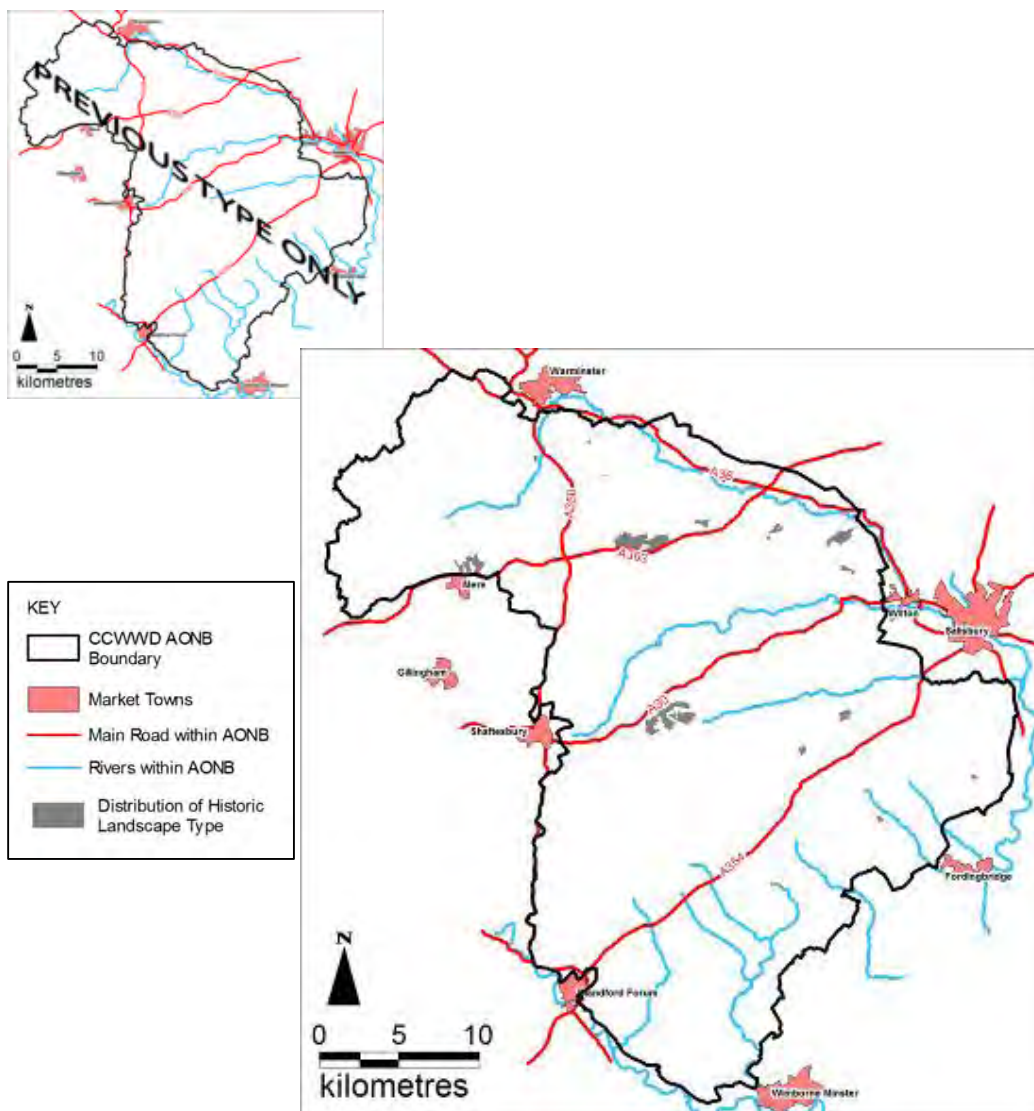 PREVIOUS TYPE ONLY
N
0 5 10
kilometres
KEY
CCWWD AONB
Boundary
Market Towns
Main Road within AONB
Rivers within AONB
Distribution of Historic
Landscape Type
Warminster
A36
A350
A303
Mere
Wilton
Salisbury
Gillingham
A30
Shaftesbury
A354
Fordingbridge
Blandford Forum
Wimborne Minster
N
0 5 10
kilometres